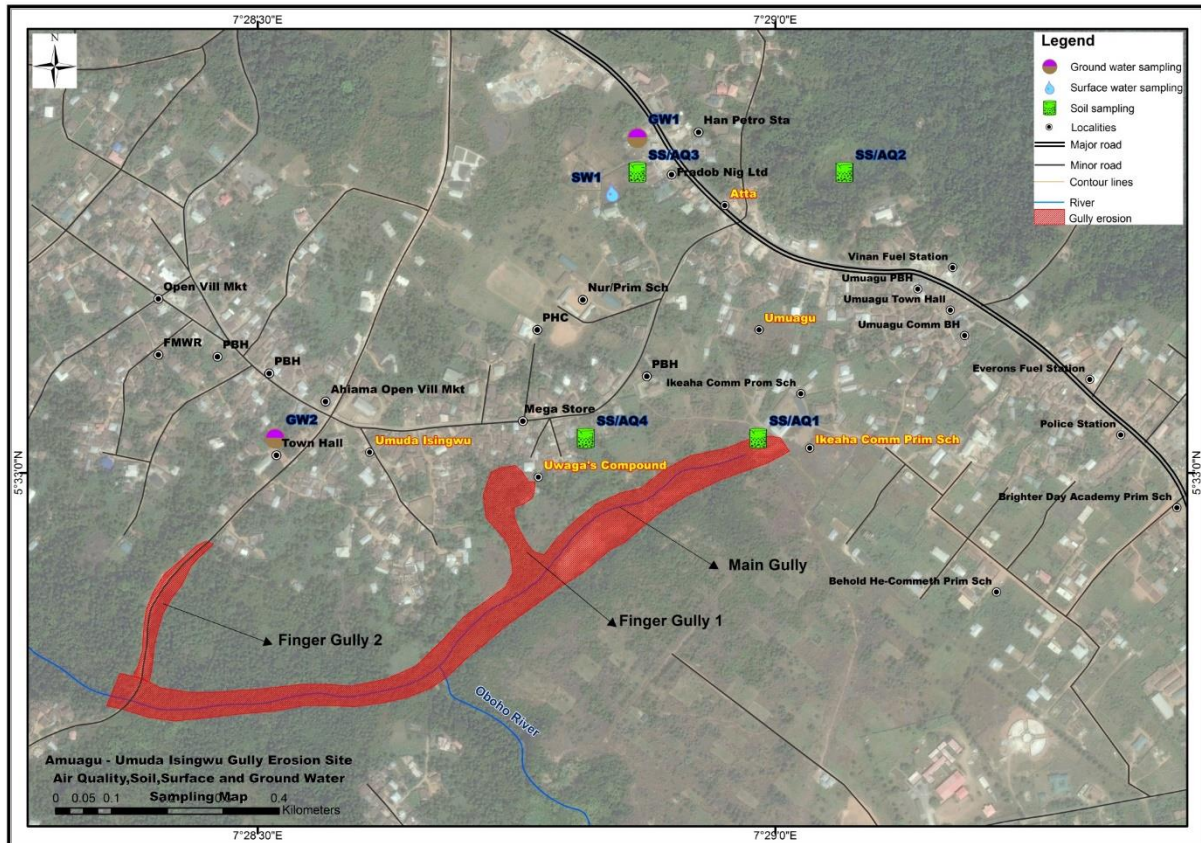 7°28'30"E
7°29'0"E
N
Legend
Ground water sampling
Surface water sampling
Soil sampling
Localities
Major road
Minor road
Contour lines
River
Gully erosion
GW1
Han Petro Sta
SS/AQ3
SS/AQ2
Pradob Nig Ltd
SW1
Atta
Vinan Fuel Station
Umuagu PBH
Open Vill Mkt
Nur/Prim Sch
Umuagu Town Hall
PHC
Umuagu
Umuagu Comm BH
FMWR
PBH
PBH
PBH
Everons Fuel Station
Ikeaha Comm Prom Sch
Ahiama Open Vill Mkt
Mega Store
GW2
SS/AQ4
SS/AQ1
Police Station
Town Hall
Umuda Isingwu
Ikeaha Comm Prim Sch
Uwaga's Compound
5°33'0"N
5°33'0"N
Brighter Day Academy Prim Sch
Main Gully
Behold He-Commeth Prim Sch
Finger Gully 1
Finger Gully 2
Oboho River
Amuagu - Umuda Isingwu Gully Erosion Site
Air Quality,Soil,Surface and Ground Water
Sampling Map
0 0.05 0.1 0.4
Kilometers
7°28'30"E
7°29'0"E